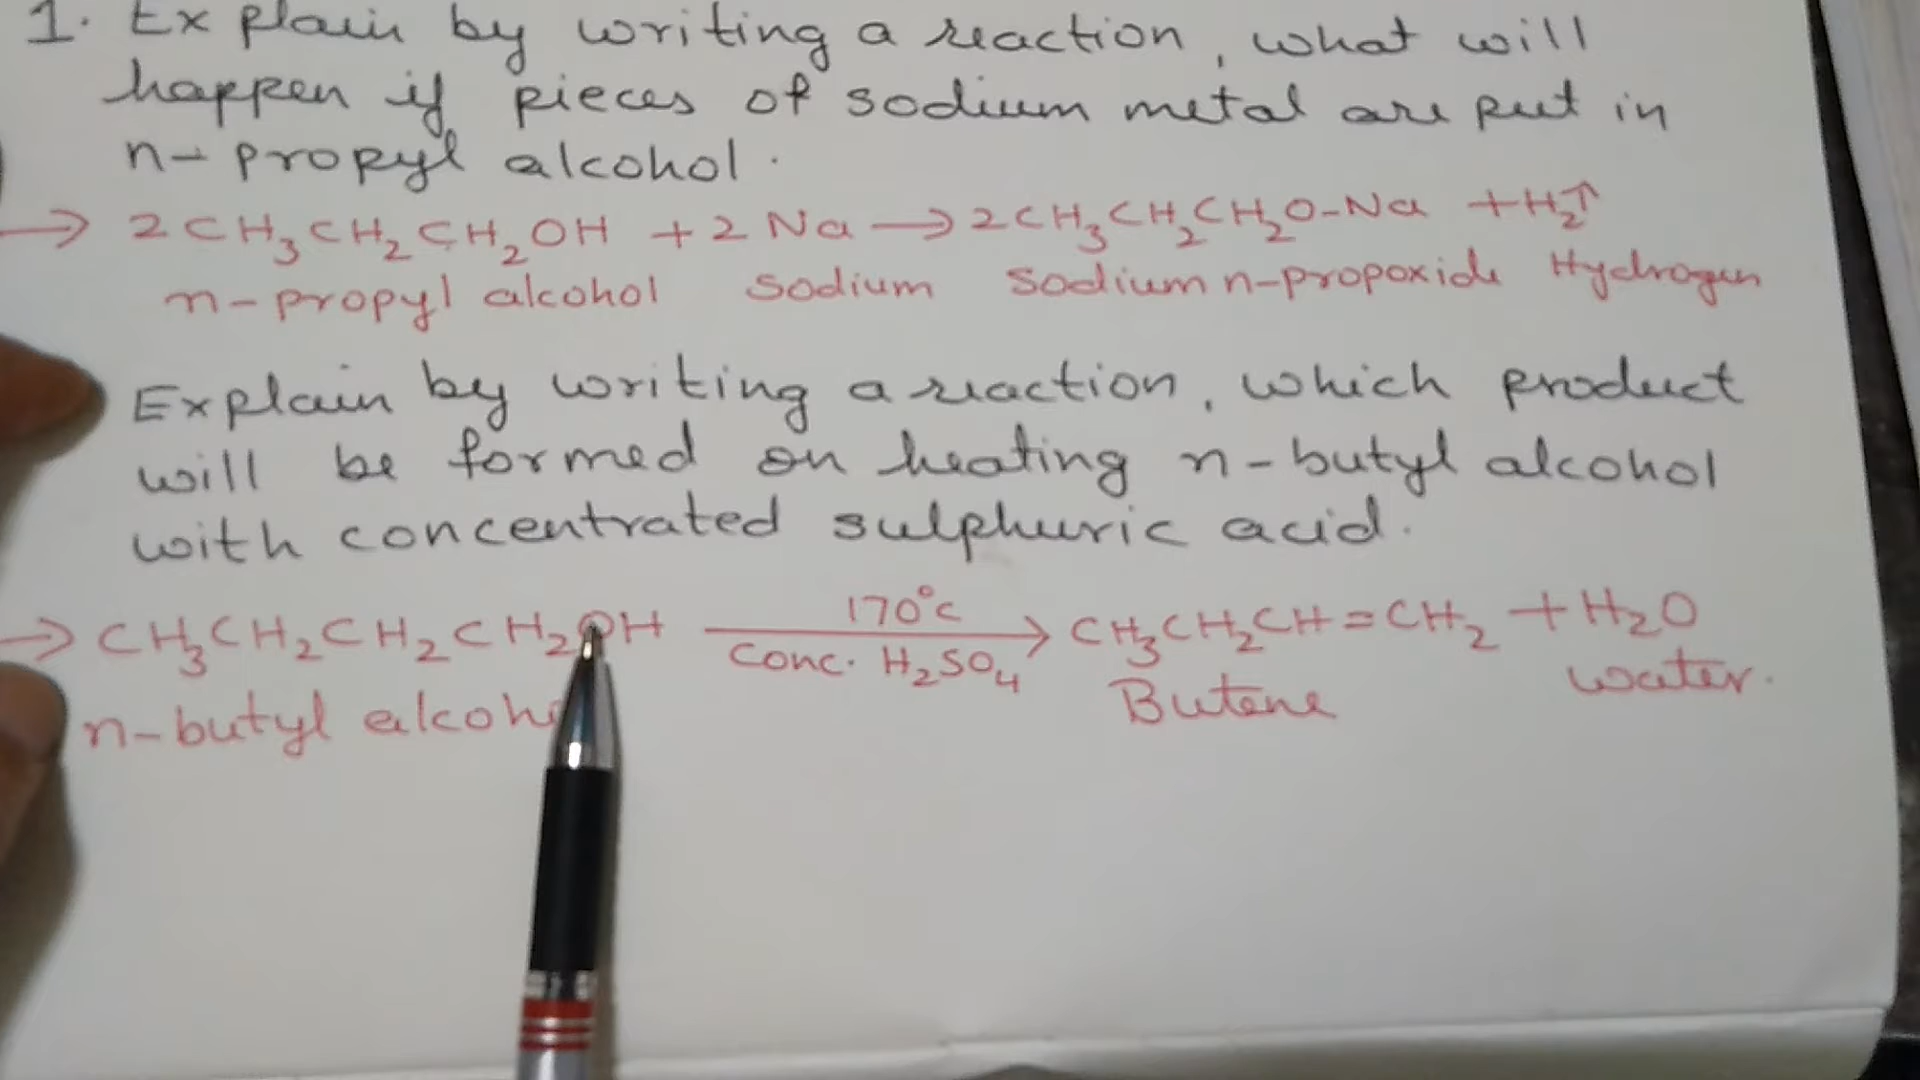 1. Explain by writing a reaction, what will
happen if pieces of sodium metal are put in
n-propyl alcohol.
→ 2CH₃CH₂CH₂OH + 2Na → 2CH₃CH₂CH₂O-Na + H₂↑
n-propyl alcohol sodium sodium n-propoxide Hydrogen
Explain by writing a reaction, which product
will be formed on heating n-butyl alcohol
with concentrated sulphuric acid.
→ CH₃CH₂CH₂CH₂OH 170°C Conc. H₂SO₄ → CH₃CH₂CH=CH₂ + H₂O
n-butyl alcoho Butene water.